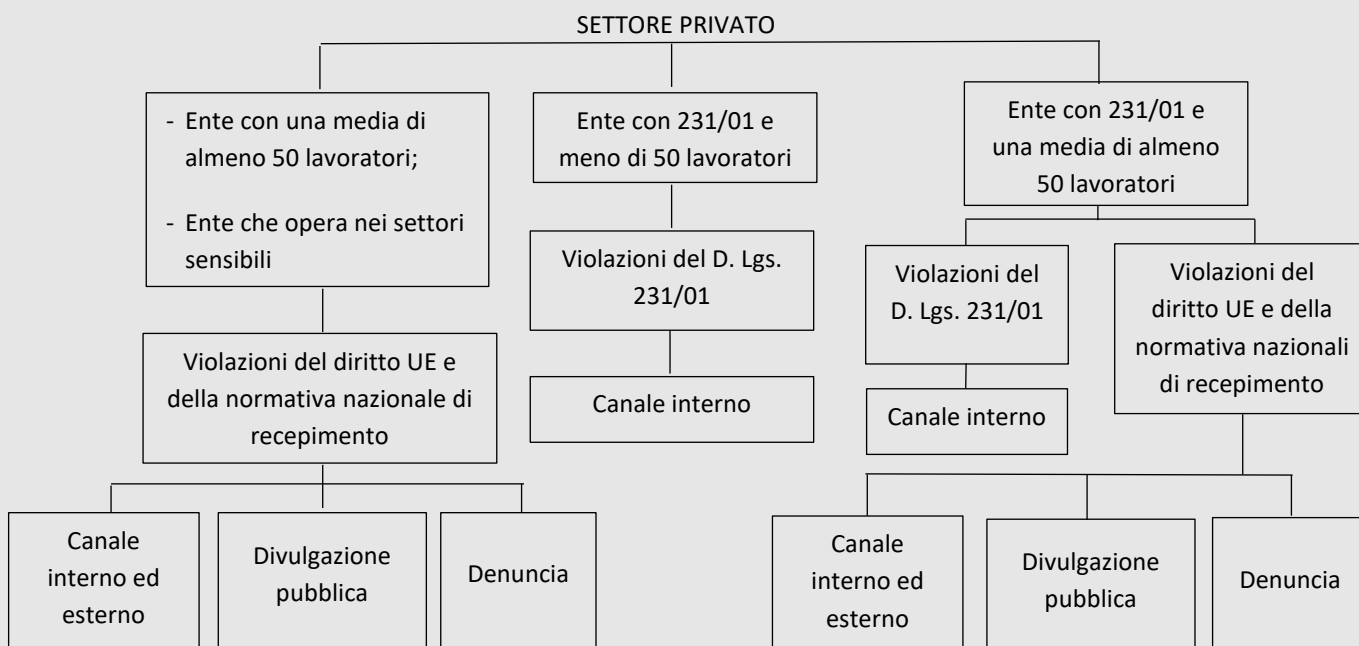 SETTORE PRIVATO
- Ente con una media di
almeno 50 lavoratori;
- Ente che opera nei settori
sensibili
Violazioni del diritto UE e
della normativa nazionale di
recepimento
Canale
interno ed
esterno
Divulgazione
pubblica
Denuncia
Ente con 231/01 e
meno di 50 lavoratori
Violazioni del D. Lgs.
231/01
Canale interno
Ente con 231/01 e
una media di almeno
50 lavoratori
Violazioni del
D. Lgs. 231/01
Canale interno
Violazioni del
diritto UE e della
normativa nazionali
di recepimento
Canale
interno ed
esterno
Divulgazione
pubblica
Denuncia